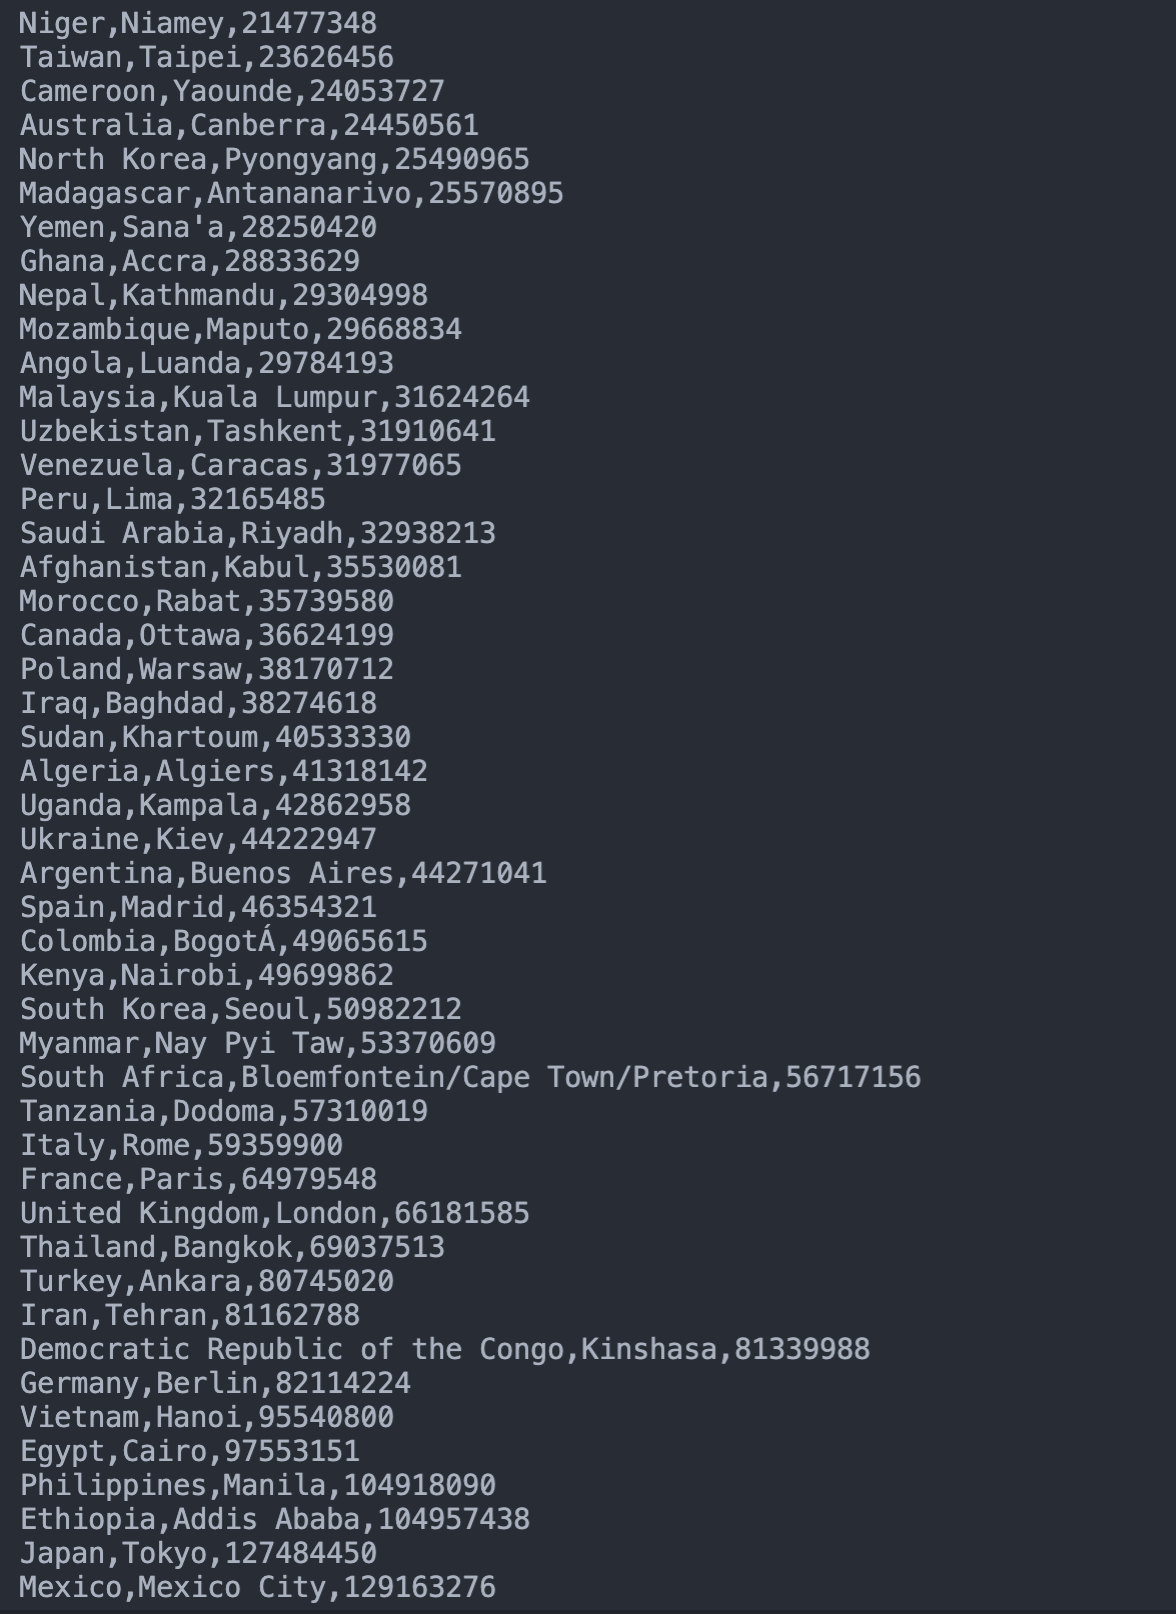 Niger,Niamey,21477348
Taiwan,Taipei,23626456
Cameroon,Yaounde,24053727
Australia,Canberra,24450561
North Korea,Pyongyang,25490965
Madagascar,Antananarivo,25570895
Yemen,Sana'a,28250420
Ghana,Accra,28833629
Nepal,Kathmandu,29304998
Mozambique,Maputo,29668834
Angola,Luanda,29784193
Malaysia,Kuala Lumpur,31624264
Uzbekistan,Tashkent,31910641
Venezuela,Caracas,31977065
Peru,Lima,32165485
Saudi Arabia,Riyadh,32938213
Afghanistan,Kabul,35530081
Morocco,Rabat,35739580
Canada,Ottawa,36624199
Poland,Warsaw,38170712
Iraq,Baghdad,38274618
Sudan,Khartoum,40533330
Algeria,Algiers,41318142
Uganda,Kampala,42862958
Ukraine,Kiev,44222947
Argentina,Buenos Aires,44271041
Spain,Madrid,46354321
Colombia,BogotÁ,49065615
Kenya,Nairobi,49699862
South Korea,Seoul,50982212
Myanmar,Nay Pyi Taw,53370609
South Africa,Bloemfontein/Cape Town/Pretoria,56717156
Tanzania,Dodoma,57310019
Italy,Rome,59359900
France,Paris,64979548
United Kingdom,London,66181585
Thailand,Bangkok,69037513
Turkey,Ankara,80745020
Iran,Tehran,81162788
Democratic Republic of the Congo,Kinshasa,81339988
Germany,Berlin,82114224
Vietnam,Hanoi,95540800
Egypt,Cairo,97553151
Philippines,Manila,104918090
Ethiopia,Addis Ababa,104957438
Japan,Tokyo,127484450
Mexico,Mexico City,129163276